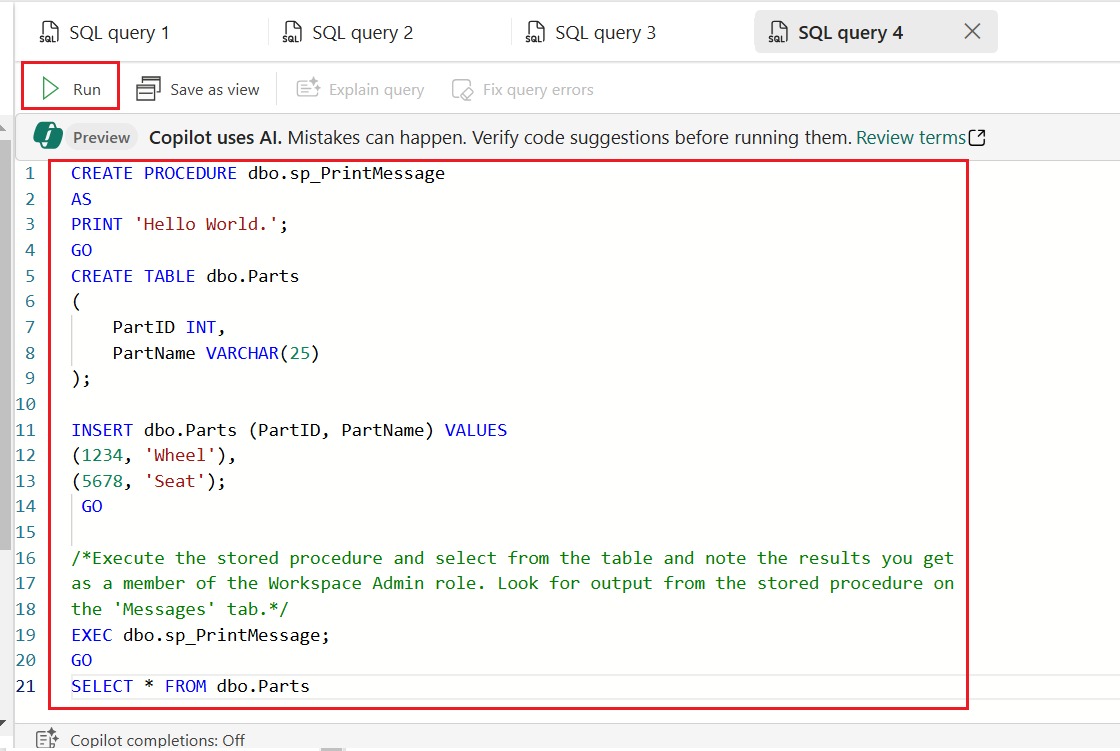 SQL query 1 SQL query 2 SQL query 3 SQL query 4
Run Save as view Explain query Fix query errors
Preview Copilot uses AI. Mistakes can happen. Verify code suggestions before running them. Review terms
1 CREATE PROCEDURE dbo.sp_PrintMessage
2 AS
3 PRINT 'Hello World.';
4 GO
5 CREATE TABLE dbo.Parts
6 (
7     PartID INT,
8     PartName VARCHAR(25)
9 );
10
11 INSERT dbo.Parts (PartID, PartName) VALUES
12 (1234, 'Wheel'),
13 (5678, 'Seat');
14  GO
15
16 /*Execute the stored procedure and select from the table and note the results you get
17 as a member of the Workspace Admin role. Look for output from the stored procedure on
18 the 'Messages' tab.*/
19 EXEC dbo.sp_PrintMessage;
20 GO
21 SELECT * FROM dbo.Parts
Copilot completions: Off